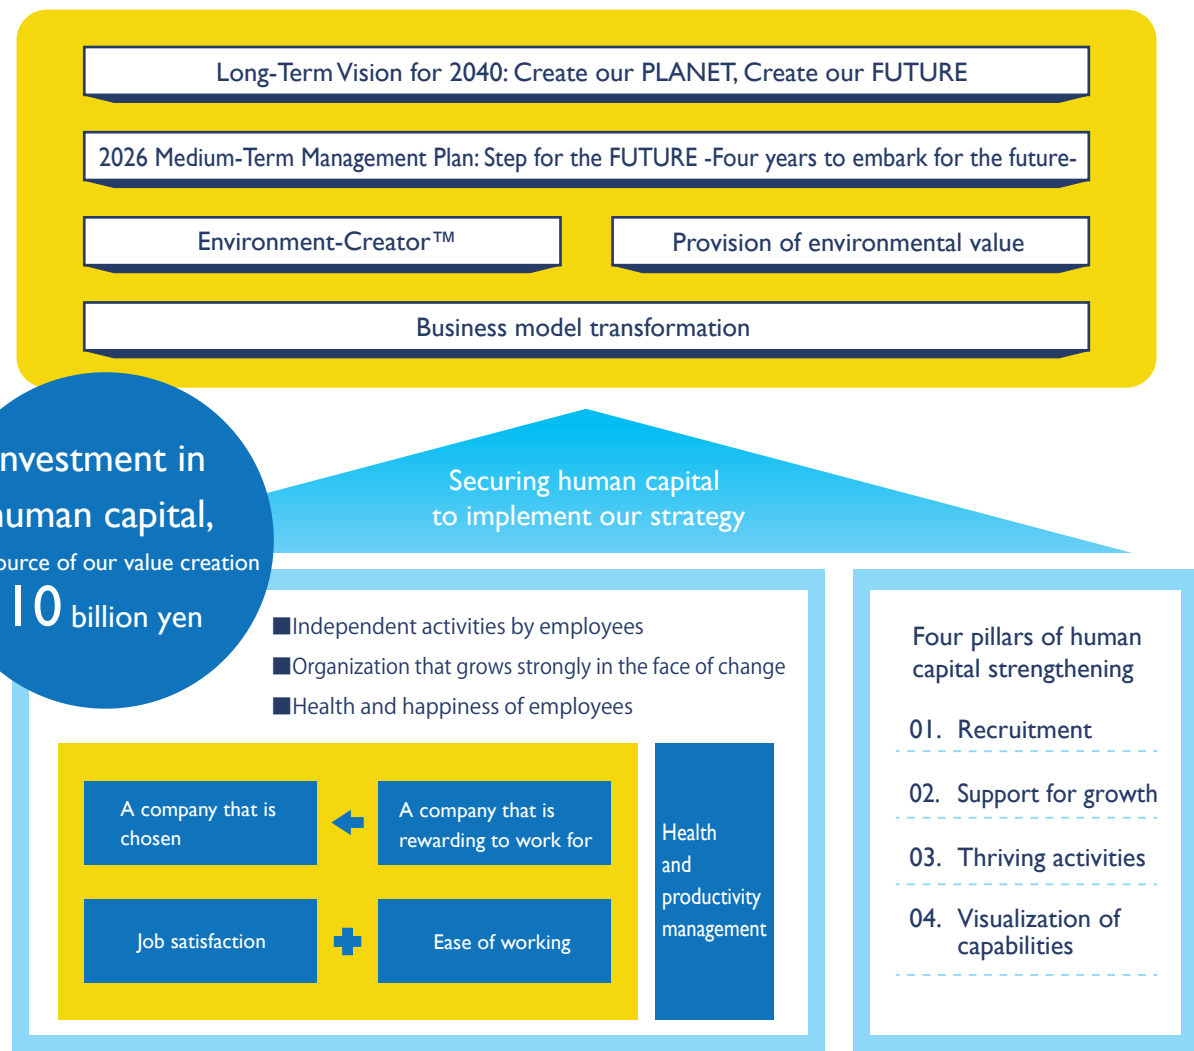 Long-Term Vision for 2040: Create our PLANET, Create our FUTURE
2026 Medium-Term Management Plan: Step for the FUTURE -Four years to embark for the future-
Environment-Creator™
Provision of environmental value
Business model transformation
nvestment in
human capital,
ource of our value creation
10 billion yen
Securing human capital
to implement our strategy
■Independent activities by employees
■Organization that grows strongly in the face of change
■Health and happiness of employees
A company that is
chosen
A company that is
rewarding to work for
Job satisfaction
Ease of working
Health
and
productivity
management
Four pillars of human
capital strengthening
01. Recruitment
02. Support for growth
03. Thriving activities
04. Visualization of
capabilities